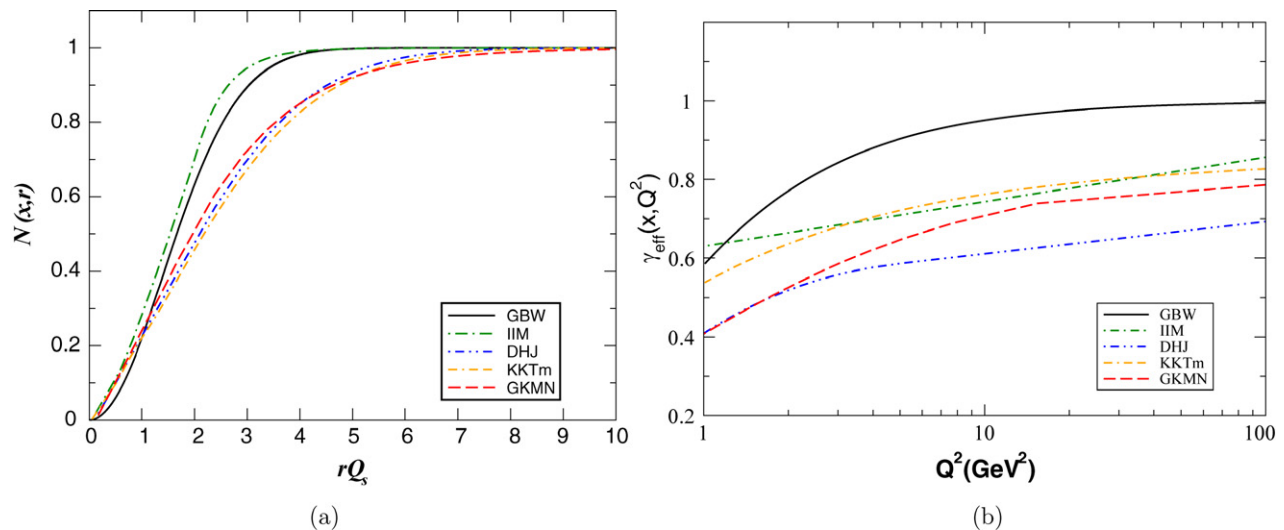 1
0.8
0.6
0.4
0.2
0
N(x,r)
0 1 2 3 4 5 6 7 8 9 10
rQ_s
GBW
IIM
DHJ
KKTm
GKMN
(a)
1
0.8
0.6
0.4
0.2
γ_eff(x,Q²)
1 10 100
Q²(GeV²)
GBW
IIM
DHJ
KKTm
GKMN
(b)